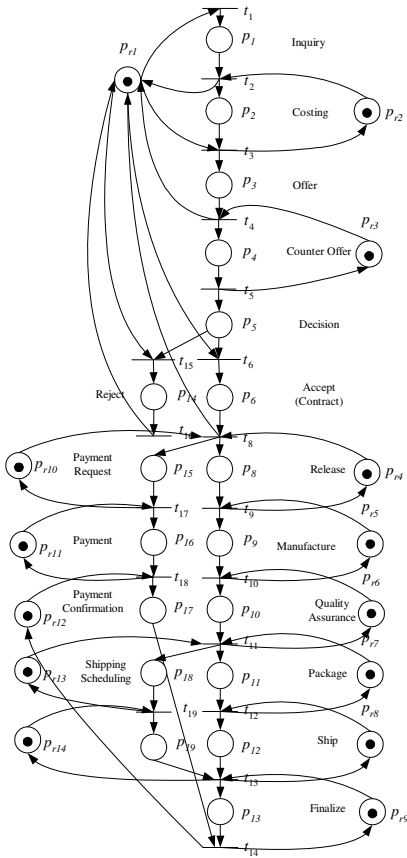 t1
p1
Inquiry
pr1
t2
p2
Costing
pr2
t3
p3
Offer
t4
pr3
p4
Counter Offer
t5
p5
Decision
t15
t6
Reject
p14
p6
Accept
(Contract)
t16
t8
pr10
Payment
Request
p15
p8
Release
pr4
t17
t9
pr5
pr11
Payment
p16
p9
Manufacture
t18
t10
pr6
Payment
Confirmation
pr12
p17
p10
Quality
Assurance
t11
pr7
pr13
Shipping
Scheduling
p18
p11
Package
t19
t12
pr8
pr14
p19
p12
Ship
t13
p13
Finalize
pr9
t14